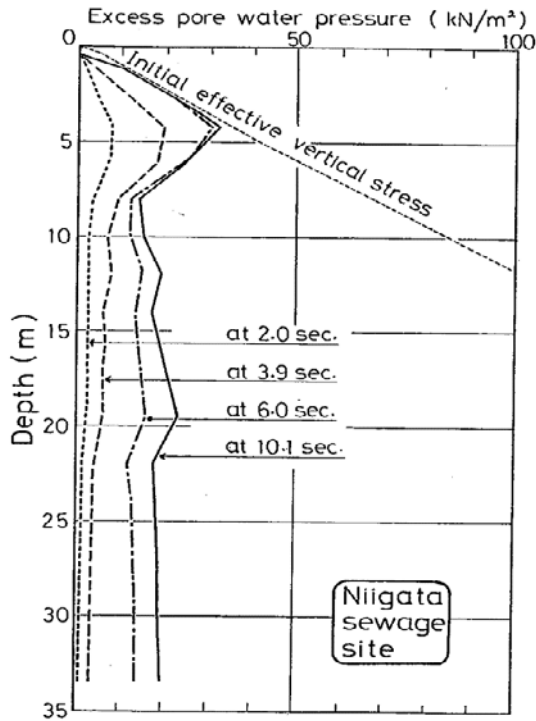 Excess pore water pressure (kN/m²)
0 50 100
Initial effective vertical stress
5
10
15
20
25
30
35
Depth (m)
at 2.0 sec.
at 3.9 sec.
at 6.0 sec.
at 10.1 sec.
Niigata
sewage
site